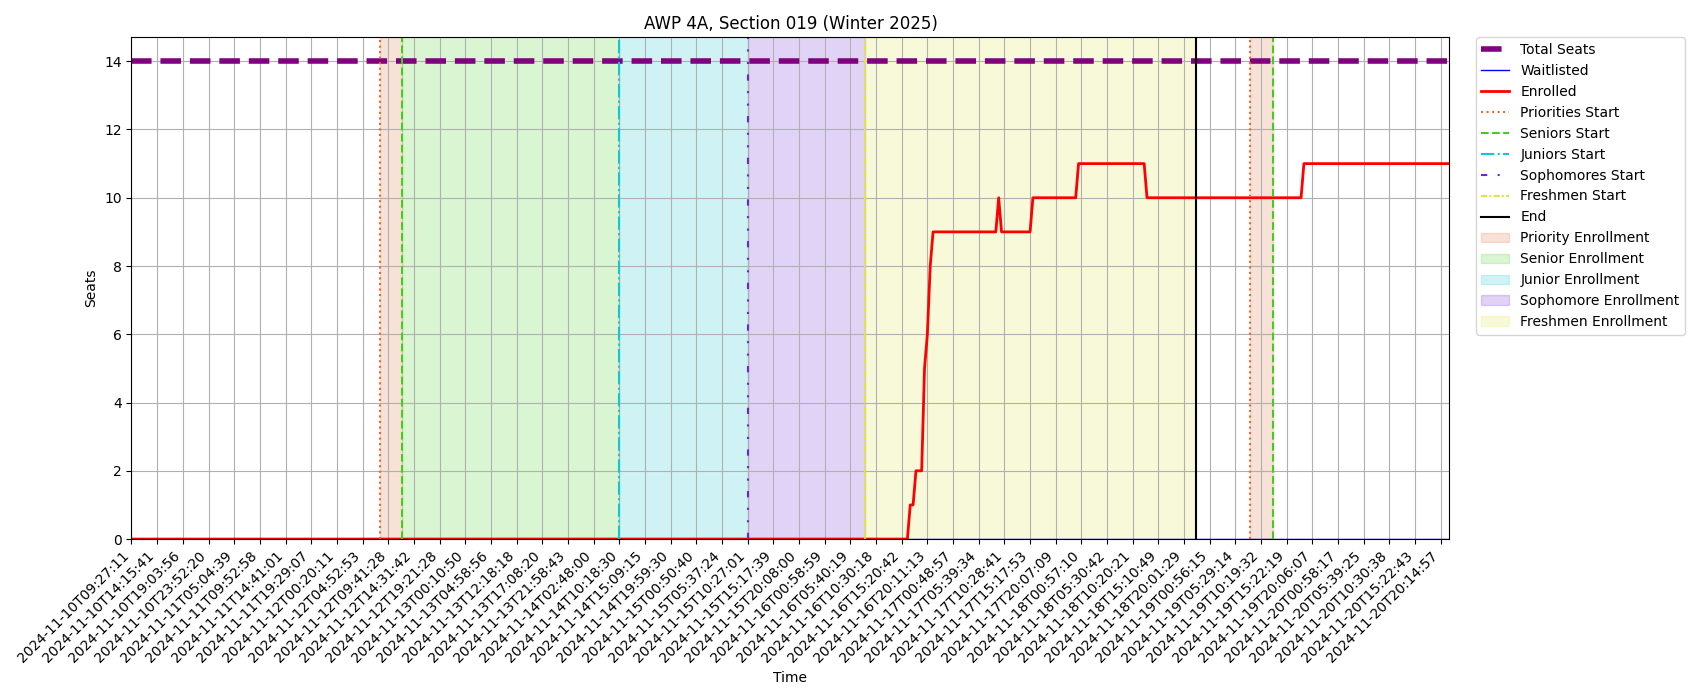 AWP 4A, Section 019 (Winter 2025)
Total Seats
Waitlisted
Enrolled
Priorities Start
Seniors Start
Juniors Start
Sophomores Start
Freshmen Start
End
Priority Enrollment
Senior Enrollment
Junior Enrollment
Sophomore Enrollment
Freshmen Enrollment
Seats
14
12
10
8
6
4
2
0
2024-11-10T09:27:11
2024-11-10T14:15:41
2024-11-10T19:03:56
2024-11-10T23:52:20
2024-11-11T05:04:39
2024-11-11T09:52:58
2024-11-11T14:41:01
2024-11-11T19:29:07
2024-11-12T00:20:11
2024-11-12T04:52:53
2024-11-12T09:41:28
2024-11-12T14:31:42
2024-11-12T19:21:28
2024-11-13T00:10:50
2024-11-13T04:58:56
2024-11-13T12:18:18
2024-11-13T17:08:20
2024-11-13T21:58:43
2024-11-14T02:48:00
2024-11-14T10:18:30
2024-11-14T15:09:15
2024-11-14T19:59:30
2024-11-15T00:50:40
2024-11-15T05:37:24
2024-11-15T10:27:01
2024-11-15T15:17:39
2024-11-15T20:08:00
2024-11-16T00:58:59
2024-11-16T05:40:19
2024-11-16T10:30:18
2024-11-16T15:20:42
2024-11-16T20:11:13
2024-11-17T00:48:57
2024-11-17T05:39:34
2024-11-17T10:28:41
2024-11-17T15:17:53
2024-11-17T20:07:09
2024-11-18T00:57:10
2024-11-18T05:30:42
2024-11-18T10:20:21
2024-11-18T15:10:49
2024-11-18T20:01:29
2024-11-19T00:56:15
2024-11-19T05:29:14
2024-11-19T10:19:32
2024-11-19T15:22:19
2024-11-19T20:06:07
2024-11-20T00:58:17
2024-11-20T05:39:25
2024-11-20T10:30:38
2024-11-20T15:22:43
2024-11-20T20:14:57
Time